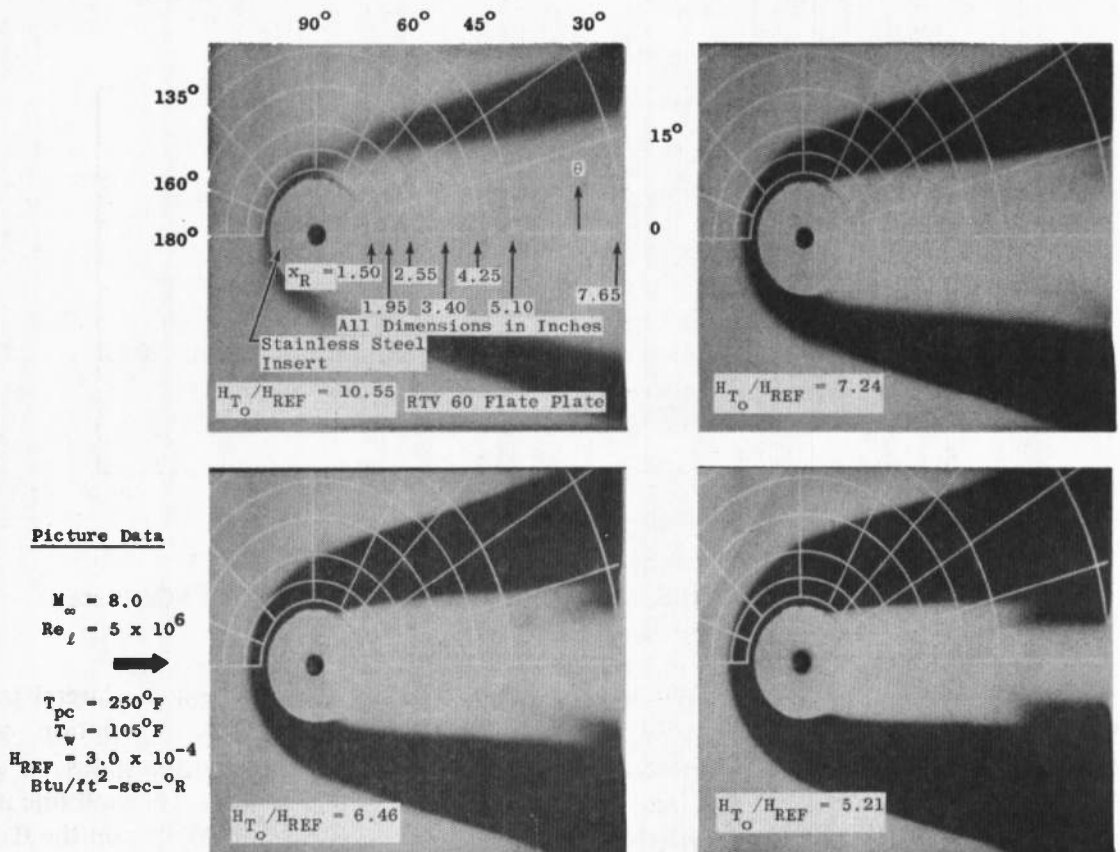 90° 60° 45° 30°
135°
160°
180°
15°
0
θ
x_R = 1.50 2.55 4.25 7.65
1.95 3.40 5.10
All Dimensions in Inches
Stainless Steel
Insert
H_To/H_REF = 10.55
RTV 60 Flate Plate
H_To/H_REF = 7.24
Picture Data
M_∞ = 8.0
Re_ℓ = 5 x 10^6
T_pc = 250°F
T_w = 105°F
H_REF = 3.0 x 10^-4
Btu/ft^2-sec-°R
H_To/H_REF = 6.46
H_To/H_REF = 5.21